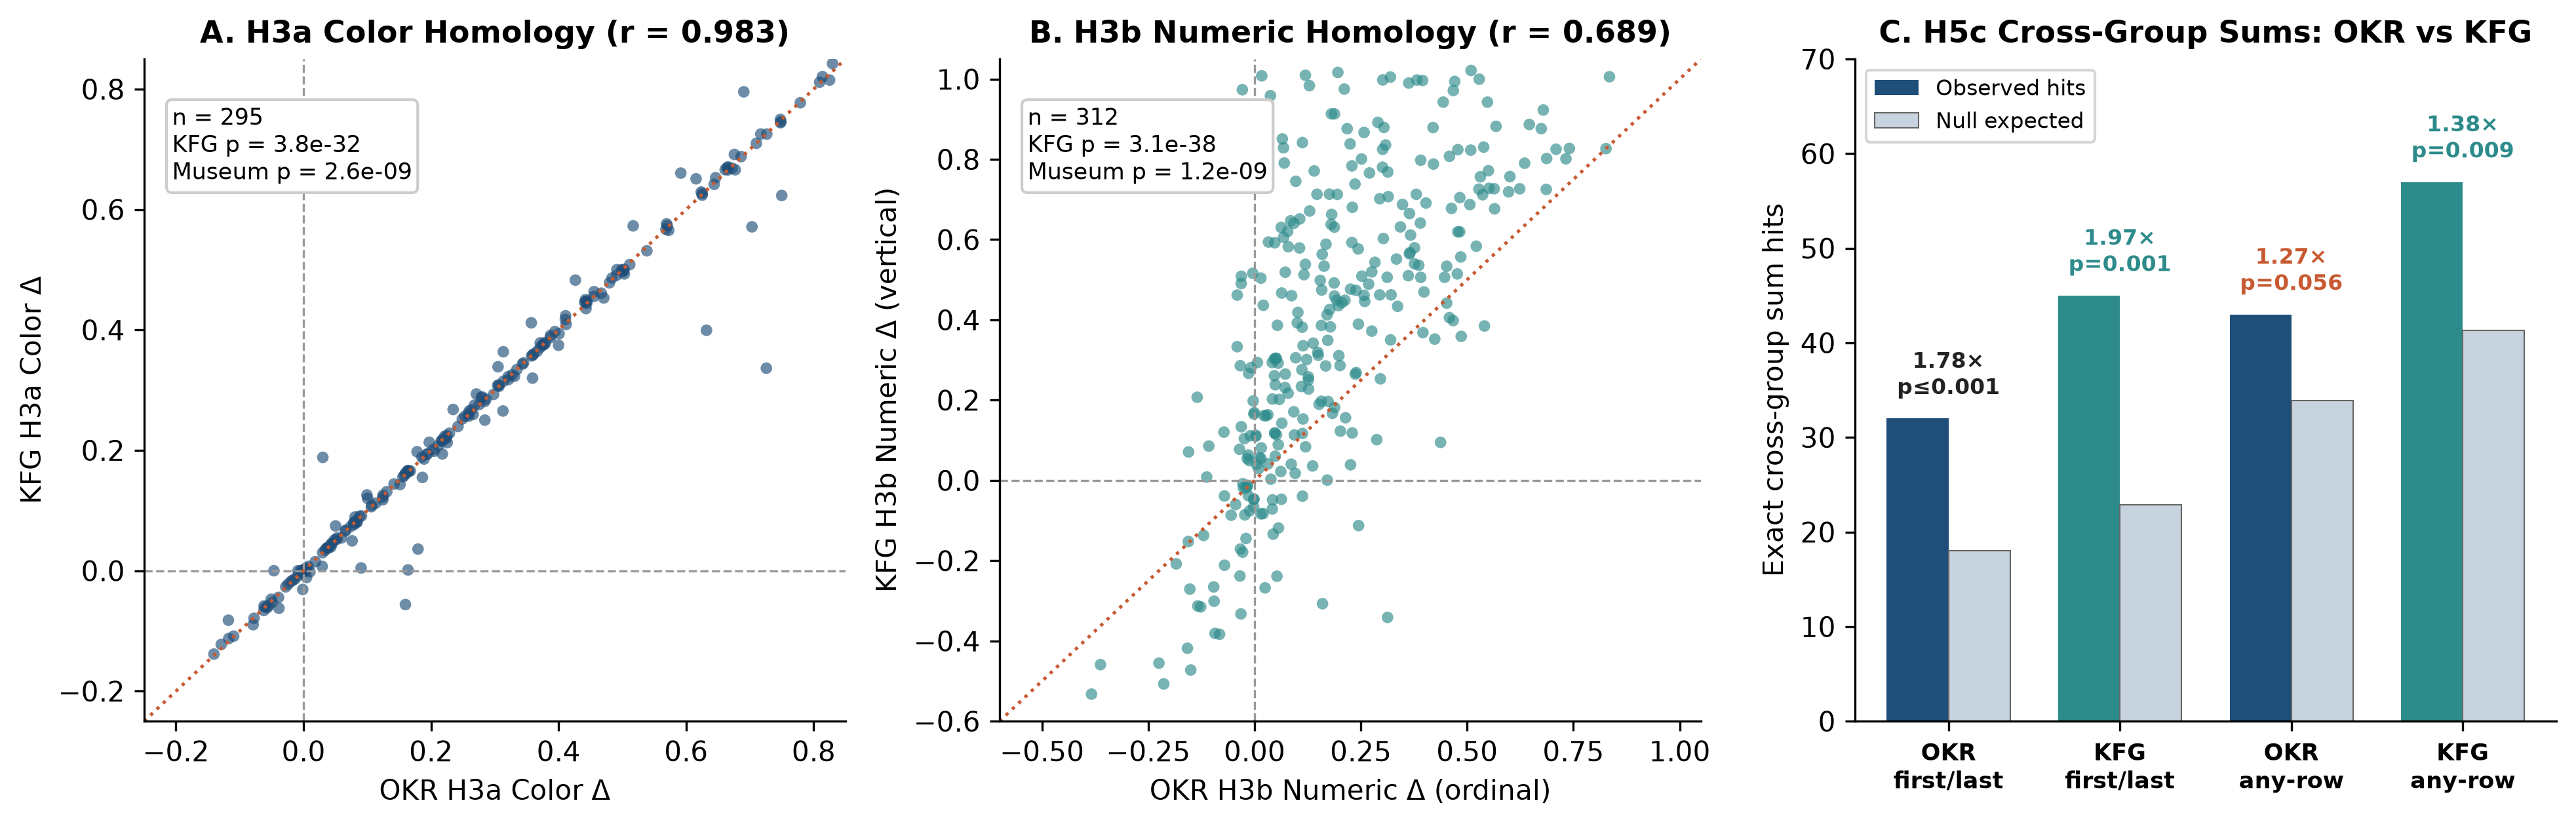 A. H3a Color Homology (r = 0.983)
n = 295
KFG p = 3.8e-32
Museum p = 2.6e-09
KFG H3a Color Δ
0.8
0.6
0.4
0.2
0.0
−0.2
−0.2 0.0 0.2 0.4 0.6 0.8
OKR H3a Color Δ
B. H3b Numeric Homology (r = 0.689)
n = 312
KFG p = 3.1e-38
Museum p = 1.2e-09
KFG H3b Numeric Δ (vertical)
1.0
0.8
0.6
0.4
0.2
0.0
−0.2
−0.4
−0.6
−0.50 −0.25 0.00 0.25 0.50 0.75 1.00
OKR H3b Numeric Δ (ordinal)
C. H5c Cross-Group Sums: OKR vs KFG
Observed hits
Null expected
Exact cross-group sum hits
70
60
50
40
30
20
10
0
1.78×
p≤0.001
1.97×
p=0.001
1.27×
p=0.056
1.38×
p=0.009
OKR
first/last
KFG
first/last
OKR
any-row
KFG
any-row